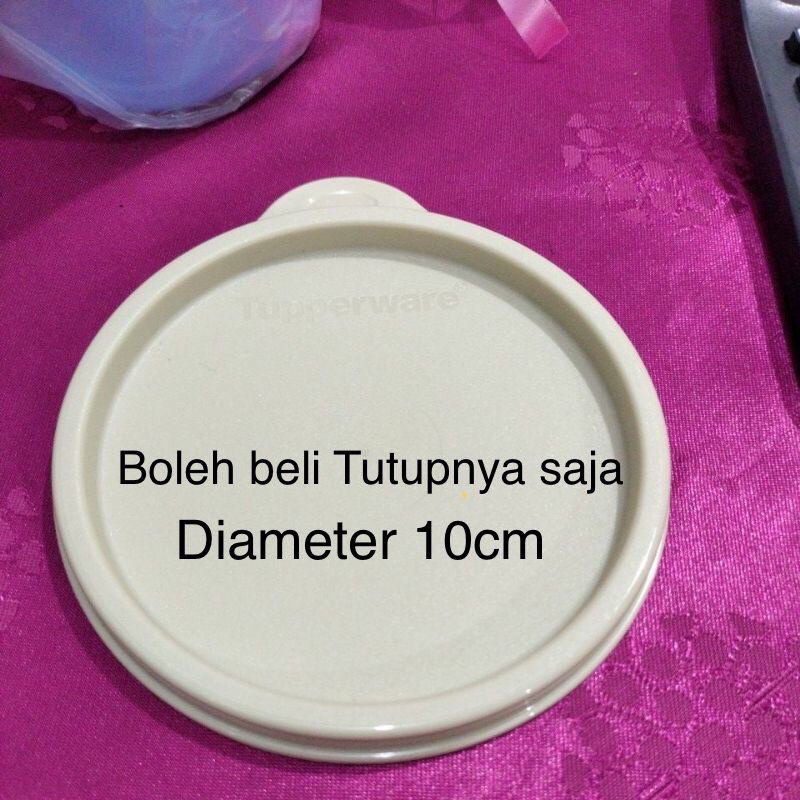 Tupperware®
Boleh beli Tutupnya saja
Diameter 10cm